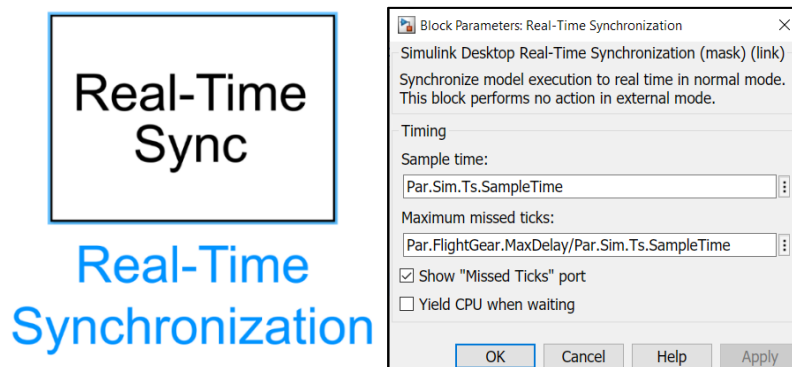 Real-Time
Sync
Real-Time
Synchronization
Block Parameters: Real-Time Synchronization
Simulink Desktop Real-Time Synchronization (mask) (link)
Synchronize model execution to real time in normal mode.
This block performs no action in external mode.
Timing
Sample time:
Par.Sim.Ts.SampleTime
Maximum missed ticks:
Par.FlightGear.MaxDelay/Par.Sim.Ts.SampleTime
Show "Missed Ticks" port
Yield CPU when waiting
OK Cancel Help Apply